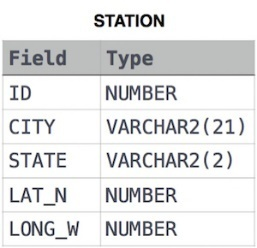 STATION
Field Type
ID NUMBER
CITY VARCHAR2(21)
STATE VARCHAR2(2)
LAT_N NUMBER
LONG_W NUMBER